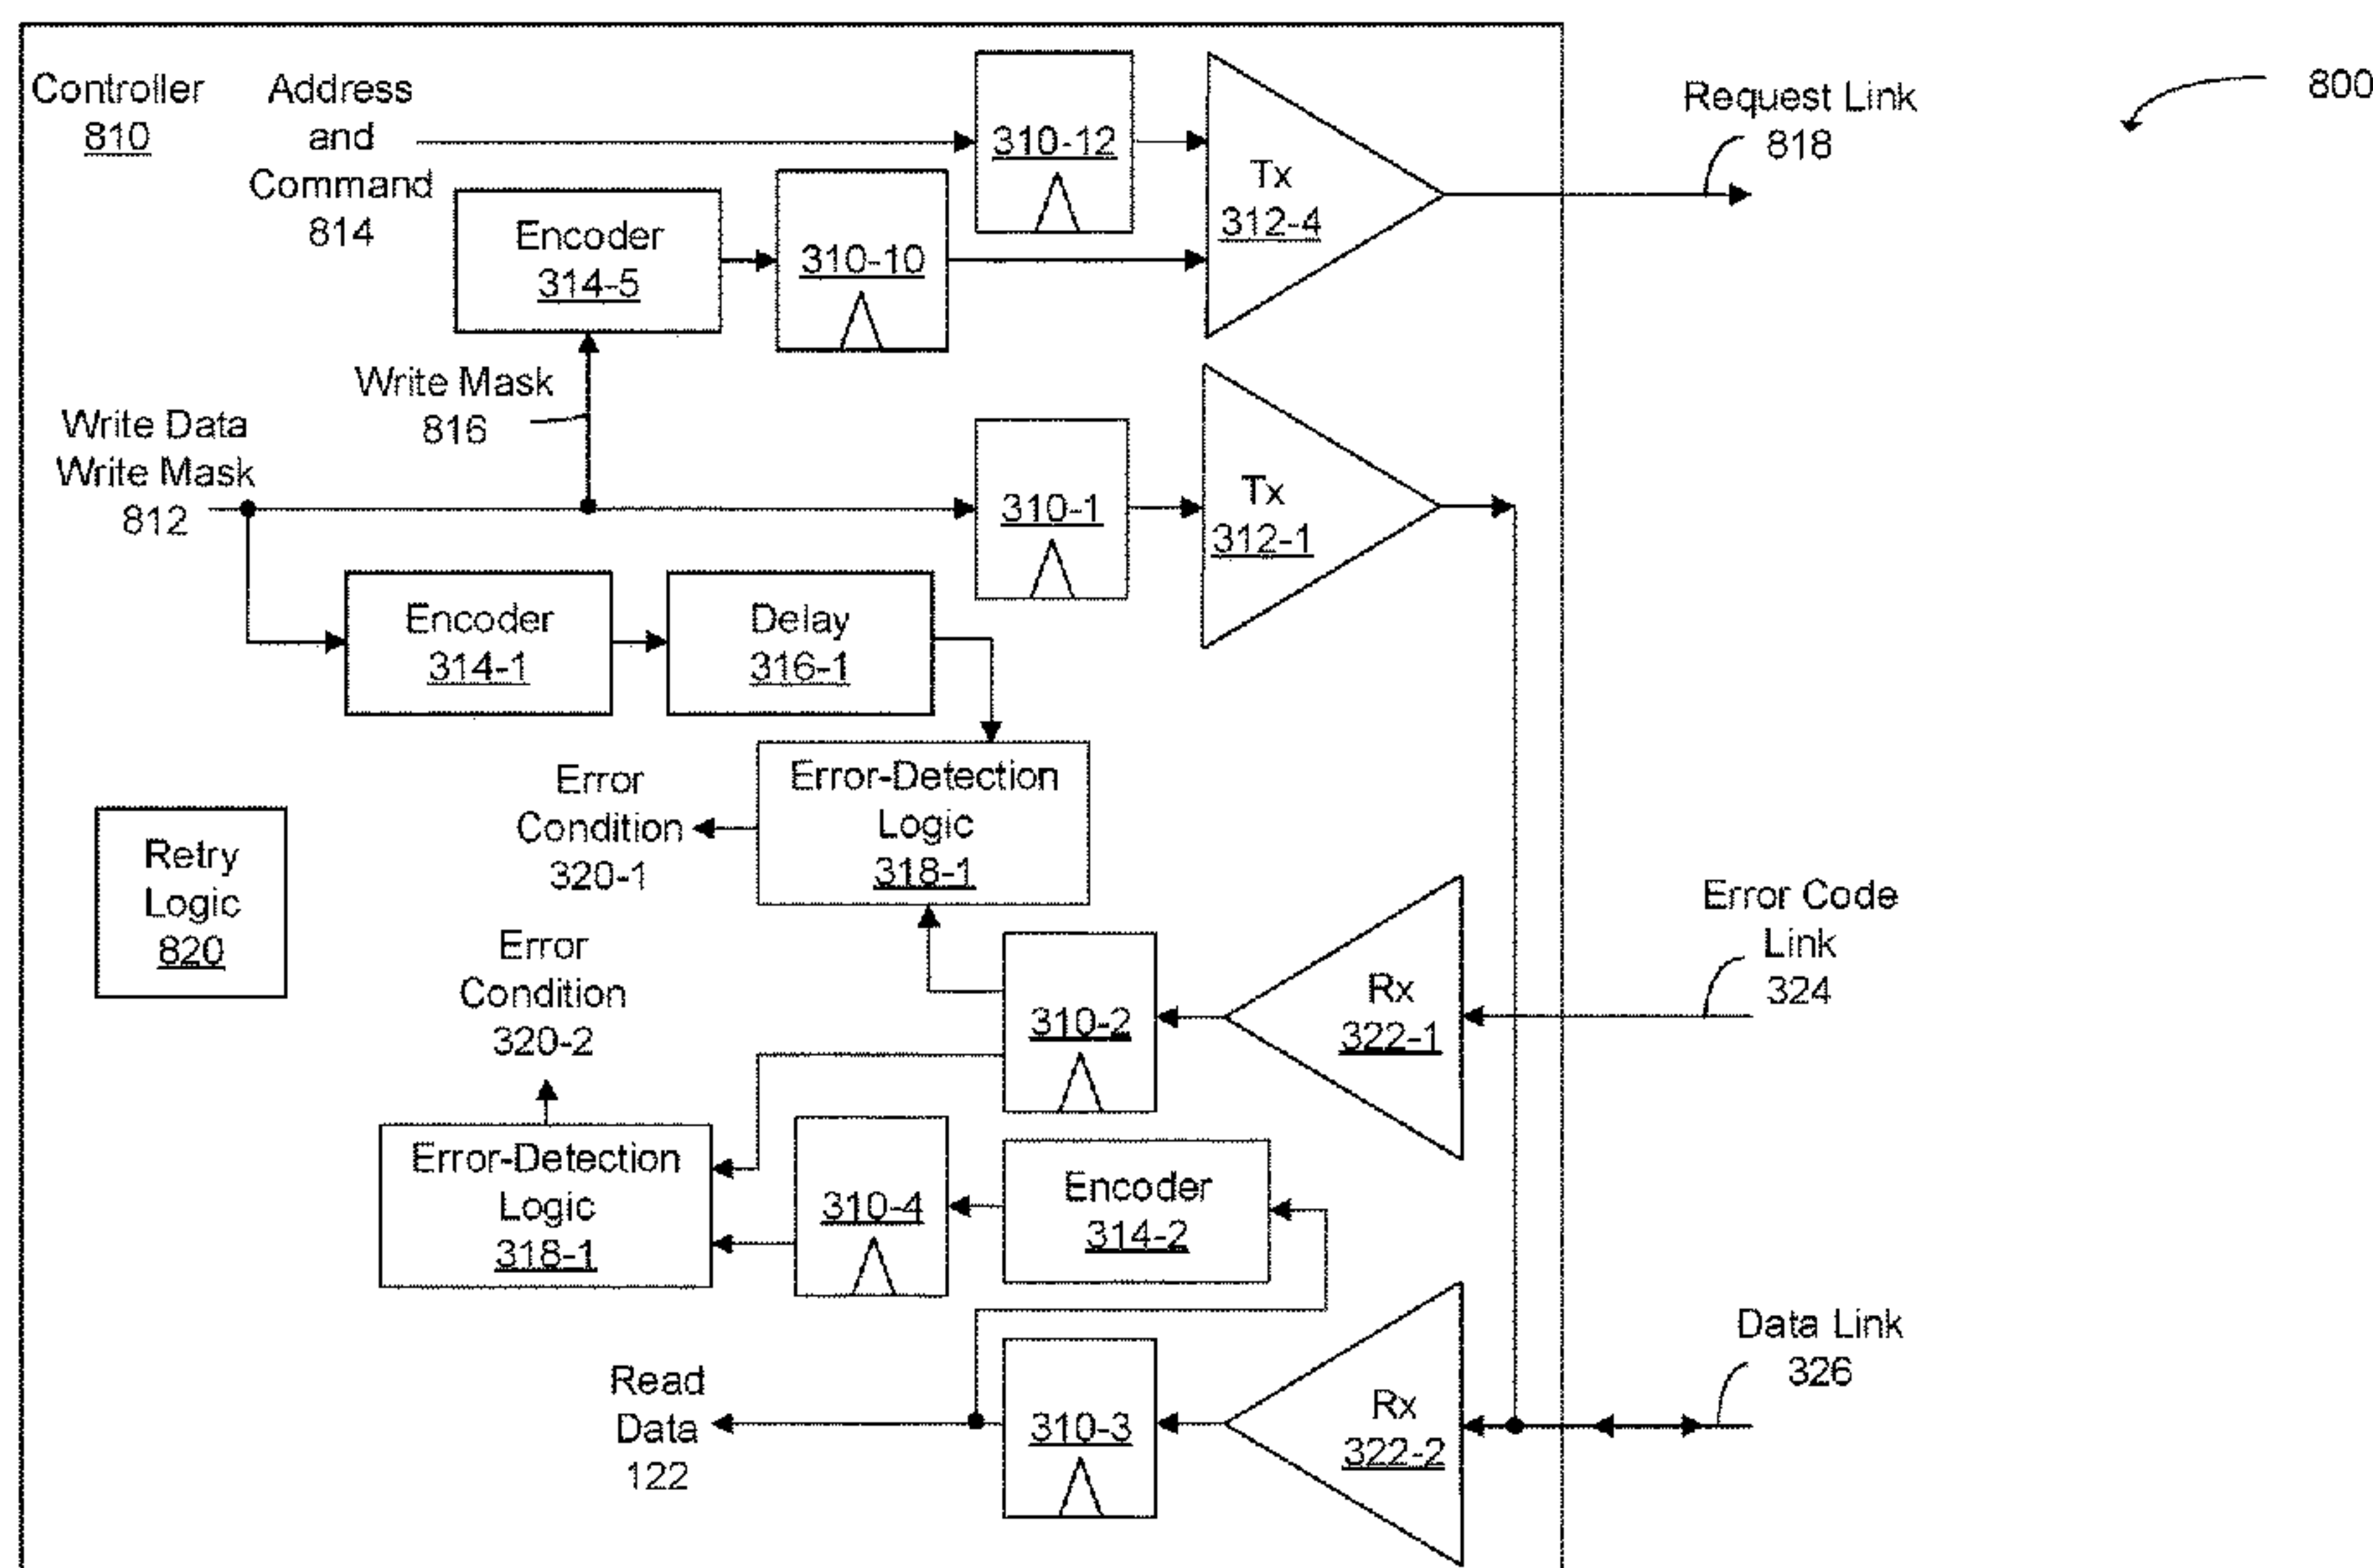 Controller
810
Address
and
Command
814
310-12
Tx
312-4
Request Link
818
800
Encoder
314-5
310-10
Write Mask
816
Write Data
Write Mask
812
310-1
Tx
312-1
Encoder
314-1
Delay
316-1
Error
Condition
320-1
Error-Detection
Logic
318-1
Retry
Logic
820
Error
Condition
320-2
310-2
Rx
322-1
Error Code
Link
324
Error-Detection
Logic
318-1
310-4
Encoder
314-2
Read
Data
122
310-3
Rx
322-2
Data Link
326